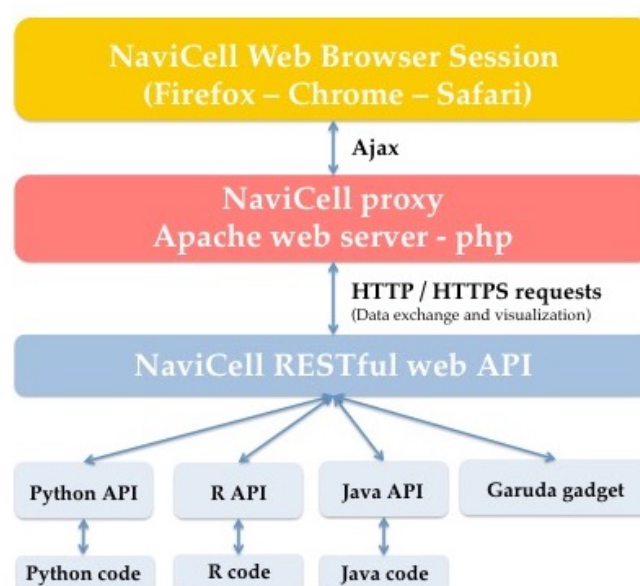 NaviCell Web Browser Session
(Firefox – Chrome – Safari)
Ajax
NaviCell proxy
Apache web server - php
HTTP / HTTPS requests
(Data exchange and visualization)
NaviCell RESTful web API
Python API
R API
Java API
Garuda gadget
Python code
R code
Java code